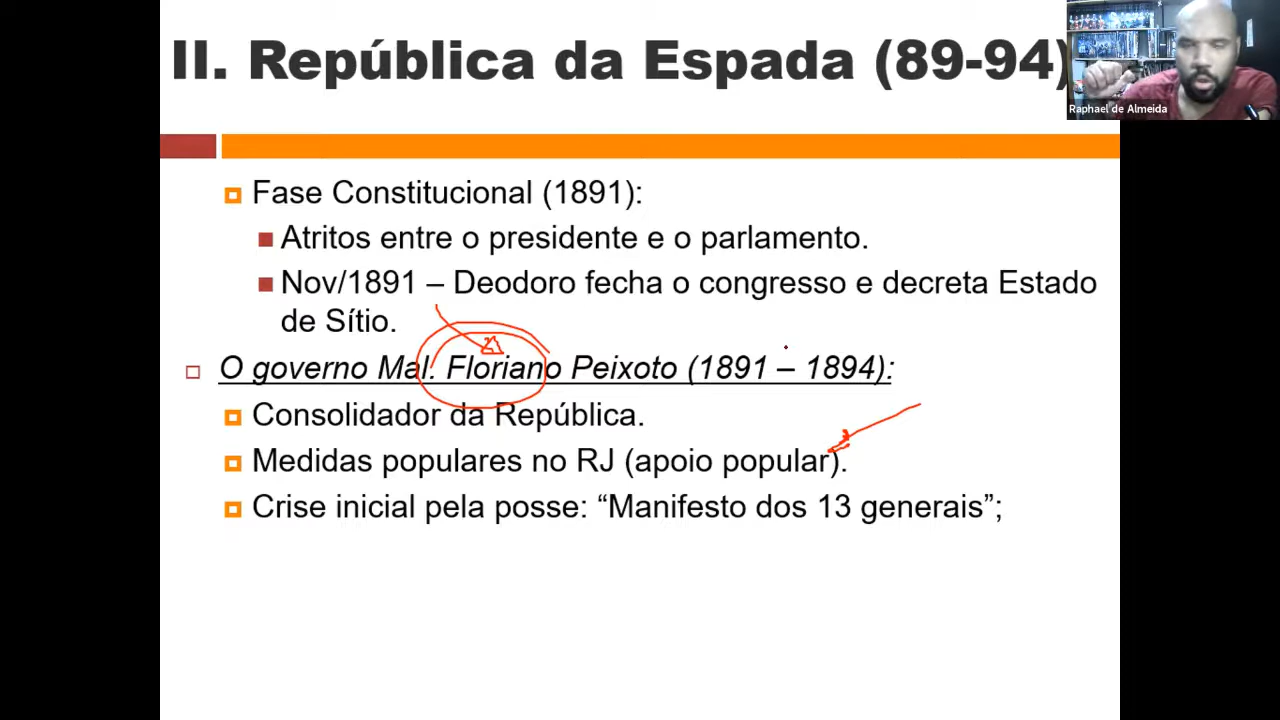 II. República da Espada (89-94)
Raphael de Almeida
Fase Constitucional (1891):
Atritos entre o presidente e o parlamento.
Nov/1891 – Deodoro fecha o congresso e decreta Estado
de Sítio.
O governo Mal. Floriano Peixoto (1891 – 1894):
Consolidador da República.
Medidas populares no RJ (apoio popular).
Crise inicial pela posse: “Manifesto dos 13 generais”;